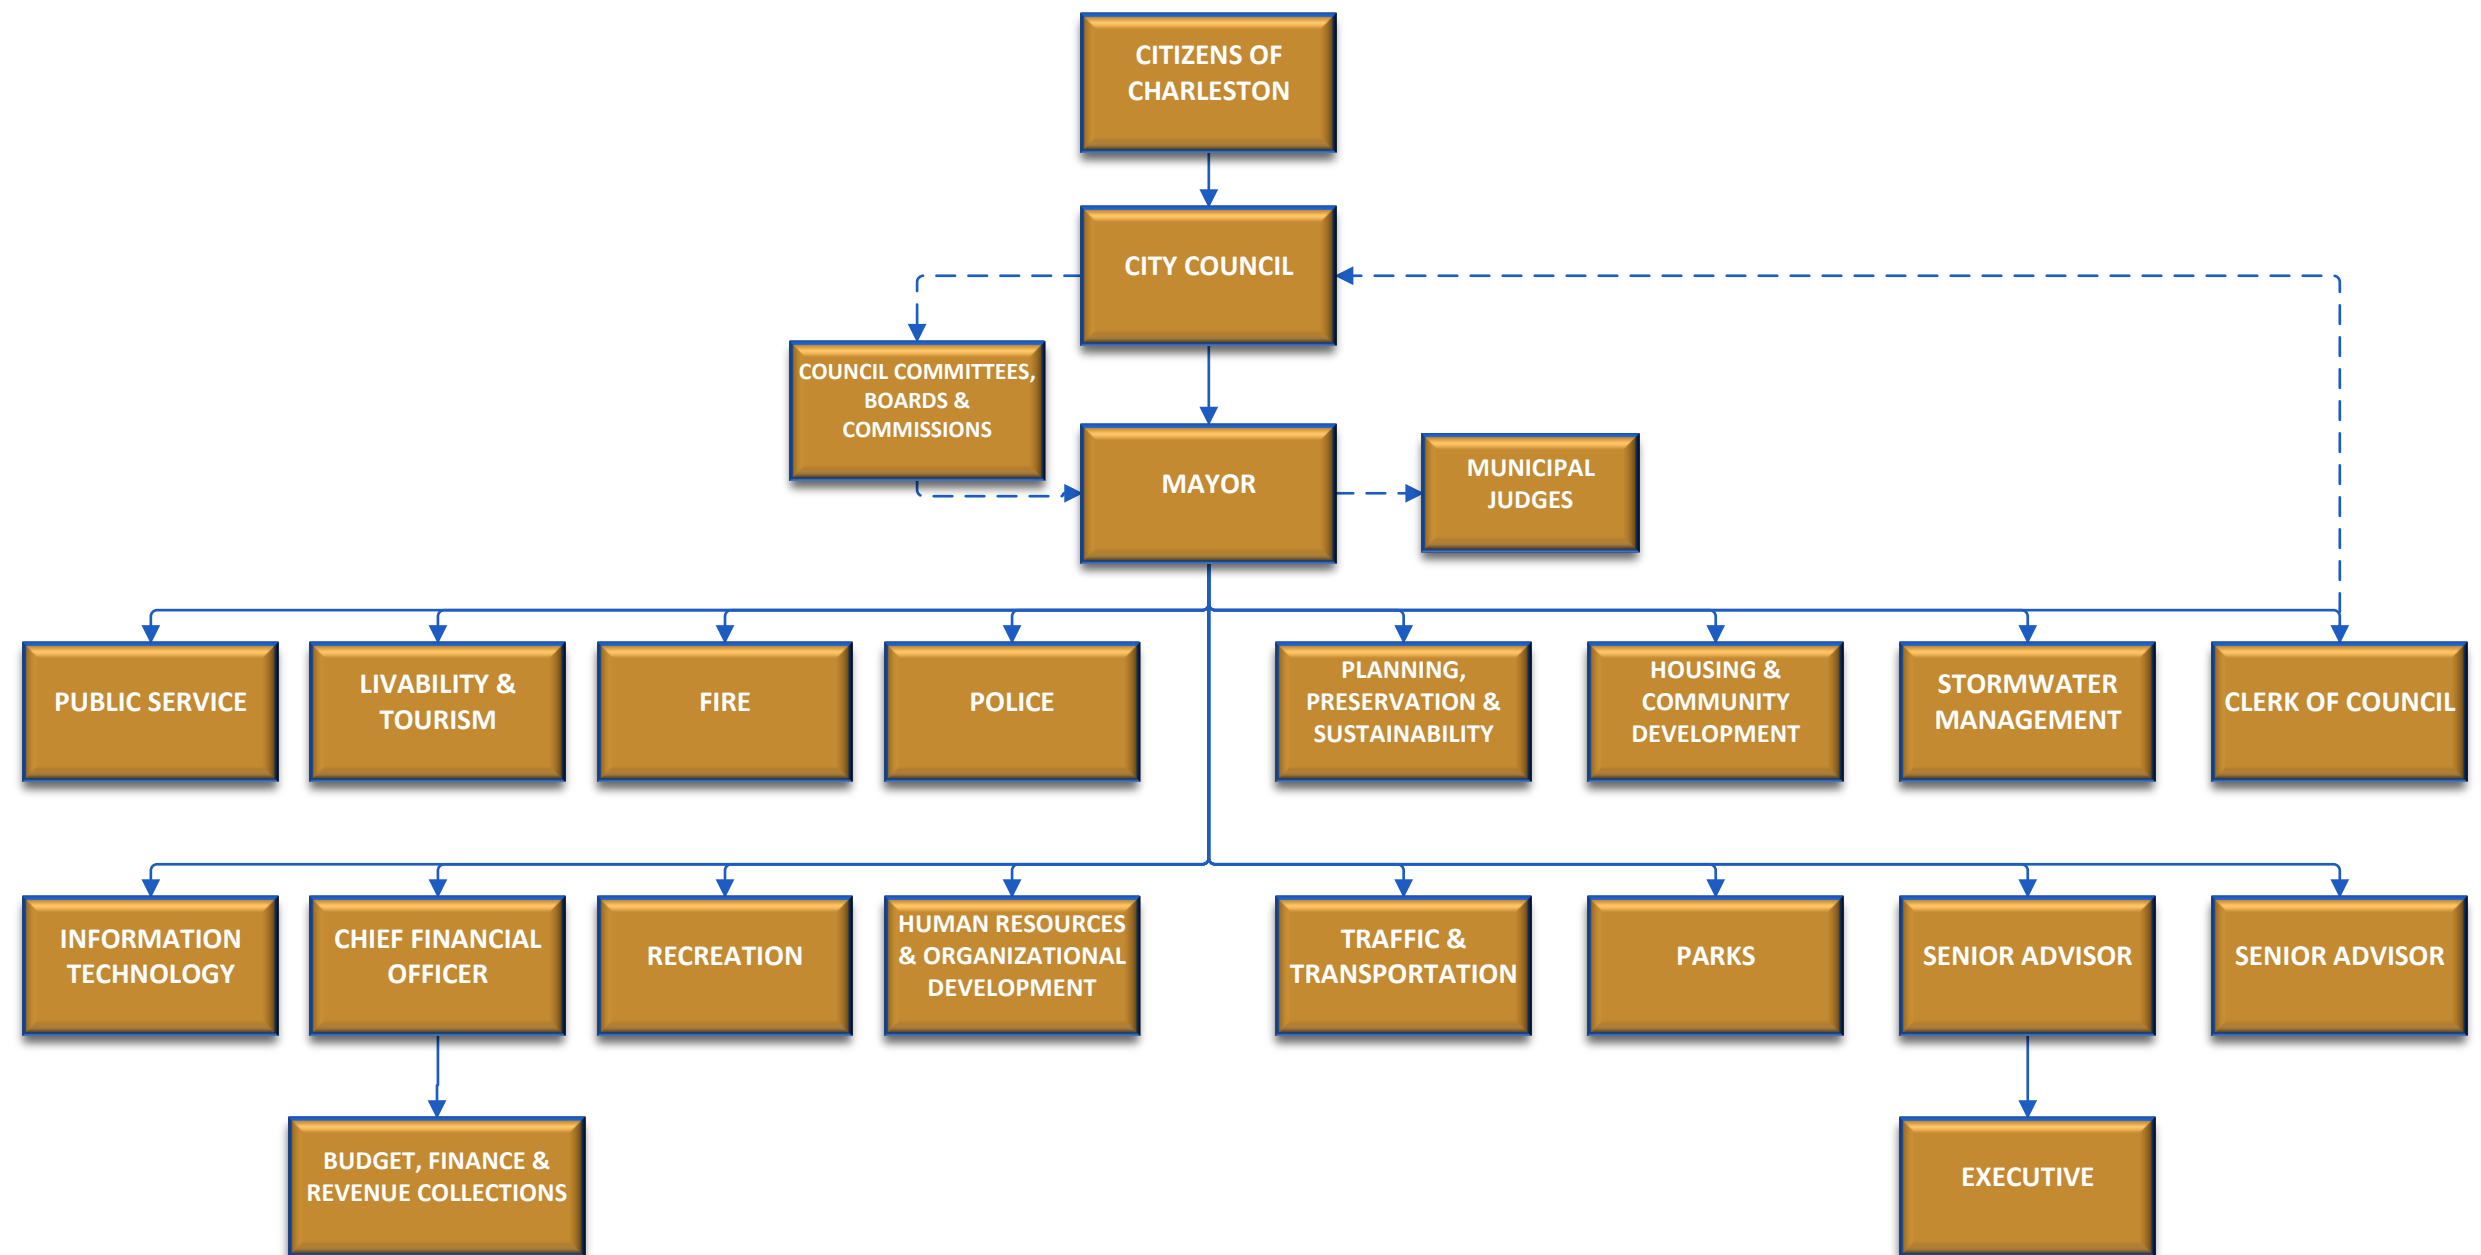 CITIZENS OF
CHARLESTON
CITY COUNCIL
COUNCIL COMMITTEES,
BOARDS &
COMMISSIONS
MAYOR
MUNICIPAL
JUDGES
PUBLIC SERVICE
LIVABILITY &
TOURISM
FIRE
POLICE
PLANNING,
PRESERVATION &
SUSTAINABILITY
HOUSING &
COMMUNITY
DEVELOPMENT
STORMWATER
MANAGEMENT
CLERK OF COUNCIL
INFORMATION
TECHNOLOGY
CHIEF FINANCIAL
OFFICER
RECREATION
HUMAN RESOURCES
& ORGANIZATIONAL
DEVELOPMENT
TRAFFIC &
TRANSPORTATION
PARKS
SENIOR ADVISOR
SENIOR ADVISOR
BUDGET, FINANCE &
REVENUE COLLECTIONS
EXECUTIVE